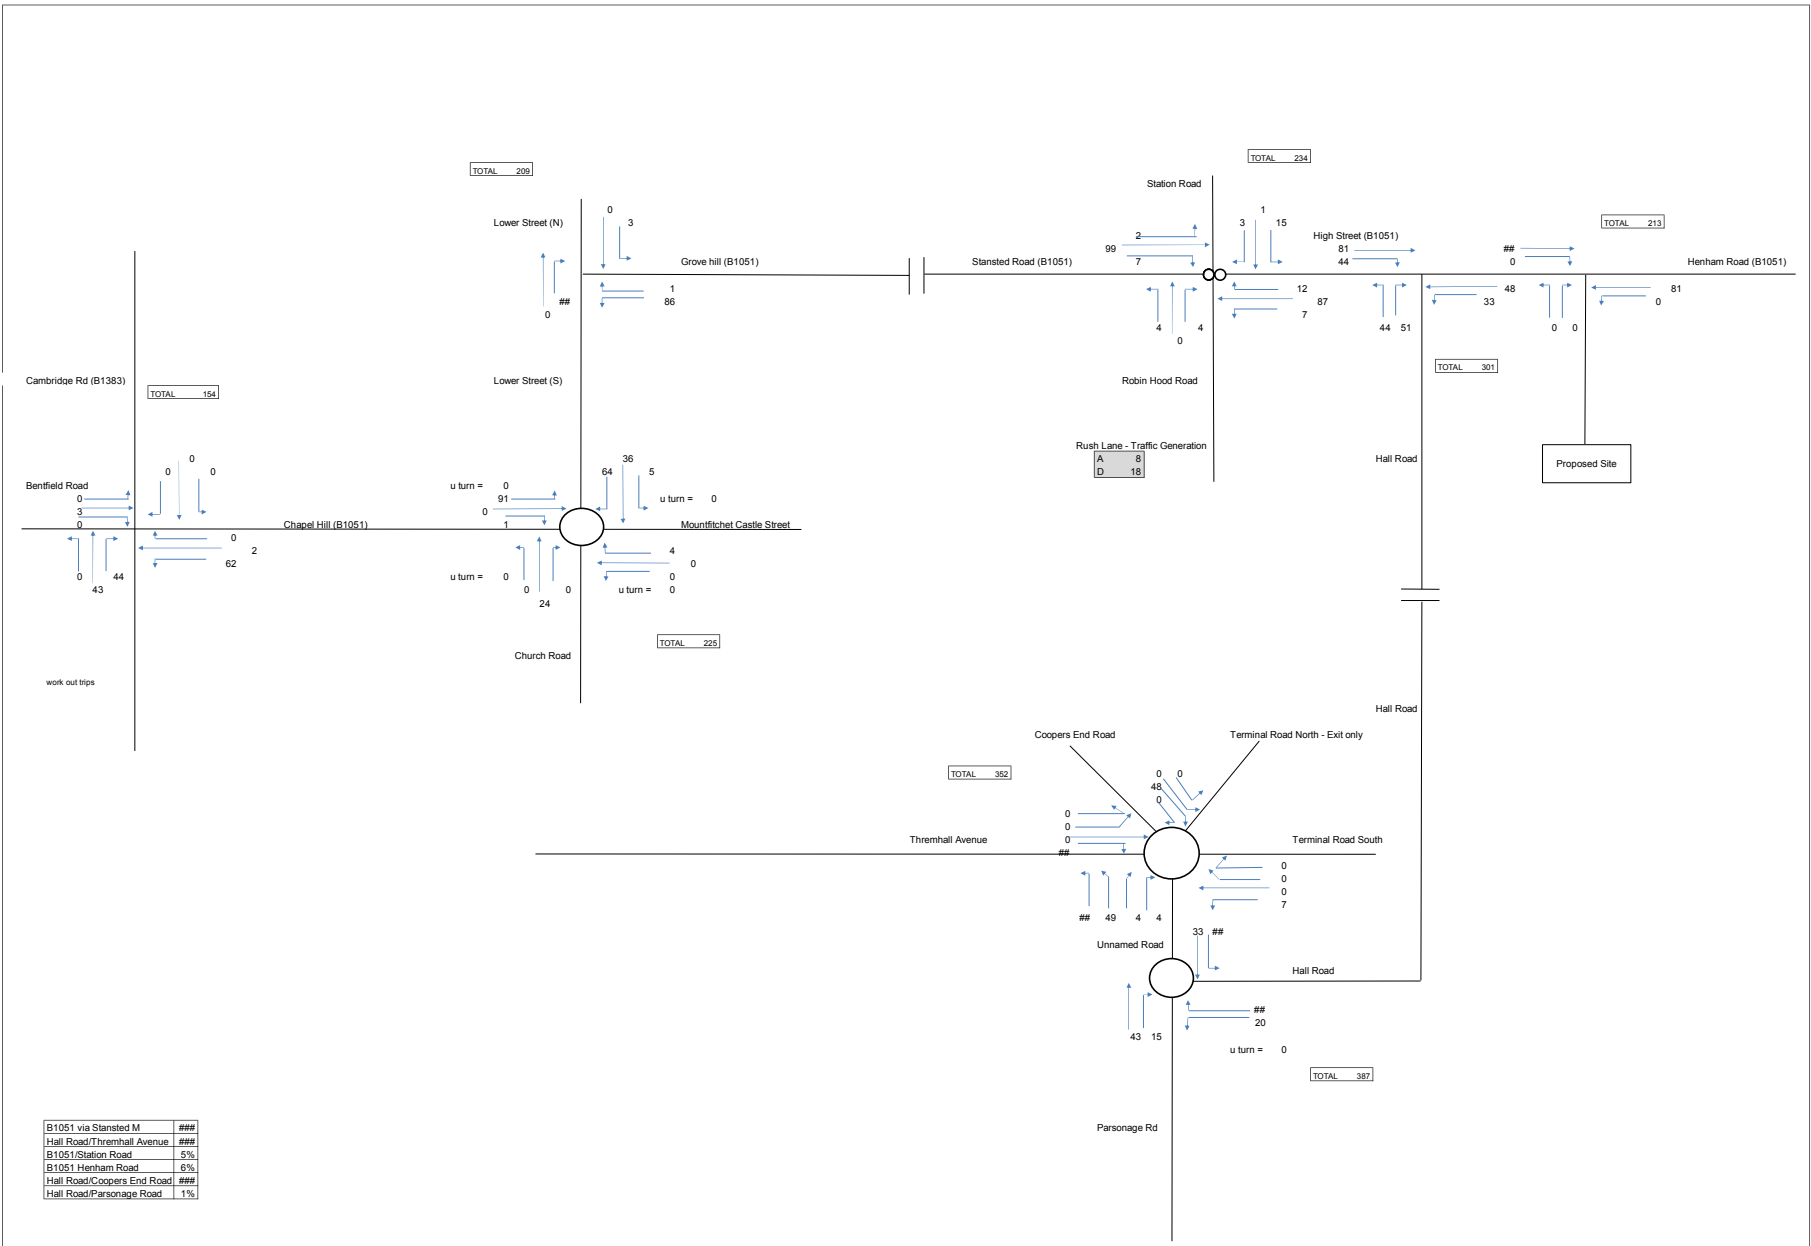 TOTAL 234
TOTAL 209
Station Road
Lower Street (N)
0
3
3
1
15
High Street (B1051)
TOTAL 213
2
99
7
81
44
##
0
Grove hill (B1051)
Stansted Road (B1051)
Henham Road (B1051)
##
0
1
86
12
87
7
4
0
4
48
33
44 51
81
0
0 0
Cambridge Rd (B1383)
TOTAL 154
Lower Street (S)
Robin Hood Road
TOTAL 301
Rush Lane - Traffic Generation
A 8
D 18
Hall Road
Proposed Site
Bentfield Road
0
3
0
0
0
0
Chapel Hill (B1051)
0
2
62
0
43
44
u turn = 0
91
0
1
64
36
5
u turn = 0
Mountfitchet Castle Street
4
0
0
u turn = 0
u turn = 0
0
24
0
Church Road
TOTAL 225
work out trips
Hall Road
Coopers End Road
Terminal Road North - Exit only
TOTAL 352
0 0
48
0
0
0
0
##
Thremhall Avenue
Terminal Road South
0
0
0
7
## 49 4 4
Unnamed Road
33 ##
Hall Road
##
20
43 15
u turn = 0
TOTAL 387
Parsonage Rd
B1051 via Stansted M ###
Hall Road/Thremhall Avenue ###
B1051/Station Road 5%
B1051 Henham Road 6%
Hall Road/Coopers End Road ###
Hall Road/Parsonage Road 1%